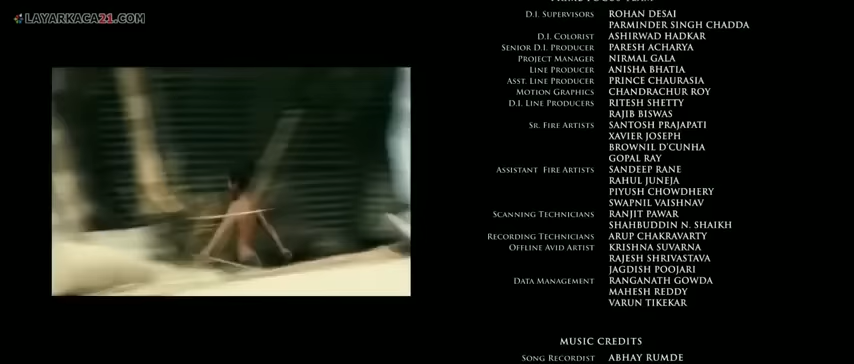 LAYARKACA21.COM
D.I. SUPERVISORS ROHAN DESAI
PARMINDER SINGH CHADDA
D.I. COLORIST ASHIRWAD HADKAR
SENIOR D.I. PRODUCER PARESH ACHARYA
PROJECT MANAGER NIRMAL GALA
LINE PRODUCER ANISHA BHATIA
ASST. LINE PRODUCER PRINCE CHAURASIA
MOTION GRAPHICS CHANDRACHUR ROY
D.I. LINE PRODUCERS RITESH SHETTY
RAJIB BISWAS
SR. FIRE ARTISTS SANTOSH PRAJAPATI
XAVIER JOSEPH
BROWNIL D'CUNHA
GOPAL RAY
ASSISTANT FIRE ARTISTS SANDEEP RANE
RAHUL JUNEJA
PIYUSH CHOWDHERY
SWAPNIL VAISHNAV
SCANNING TECHNICIANS RANJIT PAWAR
SHAHBUDDIN N. SHAIKH
RECORDING TECHNICIANS ARUP CHAKRAVARTY
OFFLINE AVID ARTIST KRISHNA SUVARNA
RAJESH SHRIVASTAVA
JAGDISH POOJARI
DATA MANAGEMENT RANGANATH GOWDA
MAHESH REDDY
VARUN TIKEKAR
MUSIC CREDITS
SONG RECORDIST ABHAY RUMDE